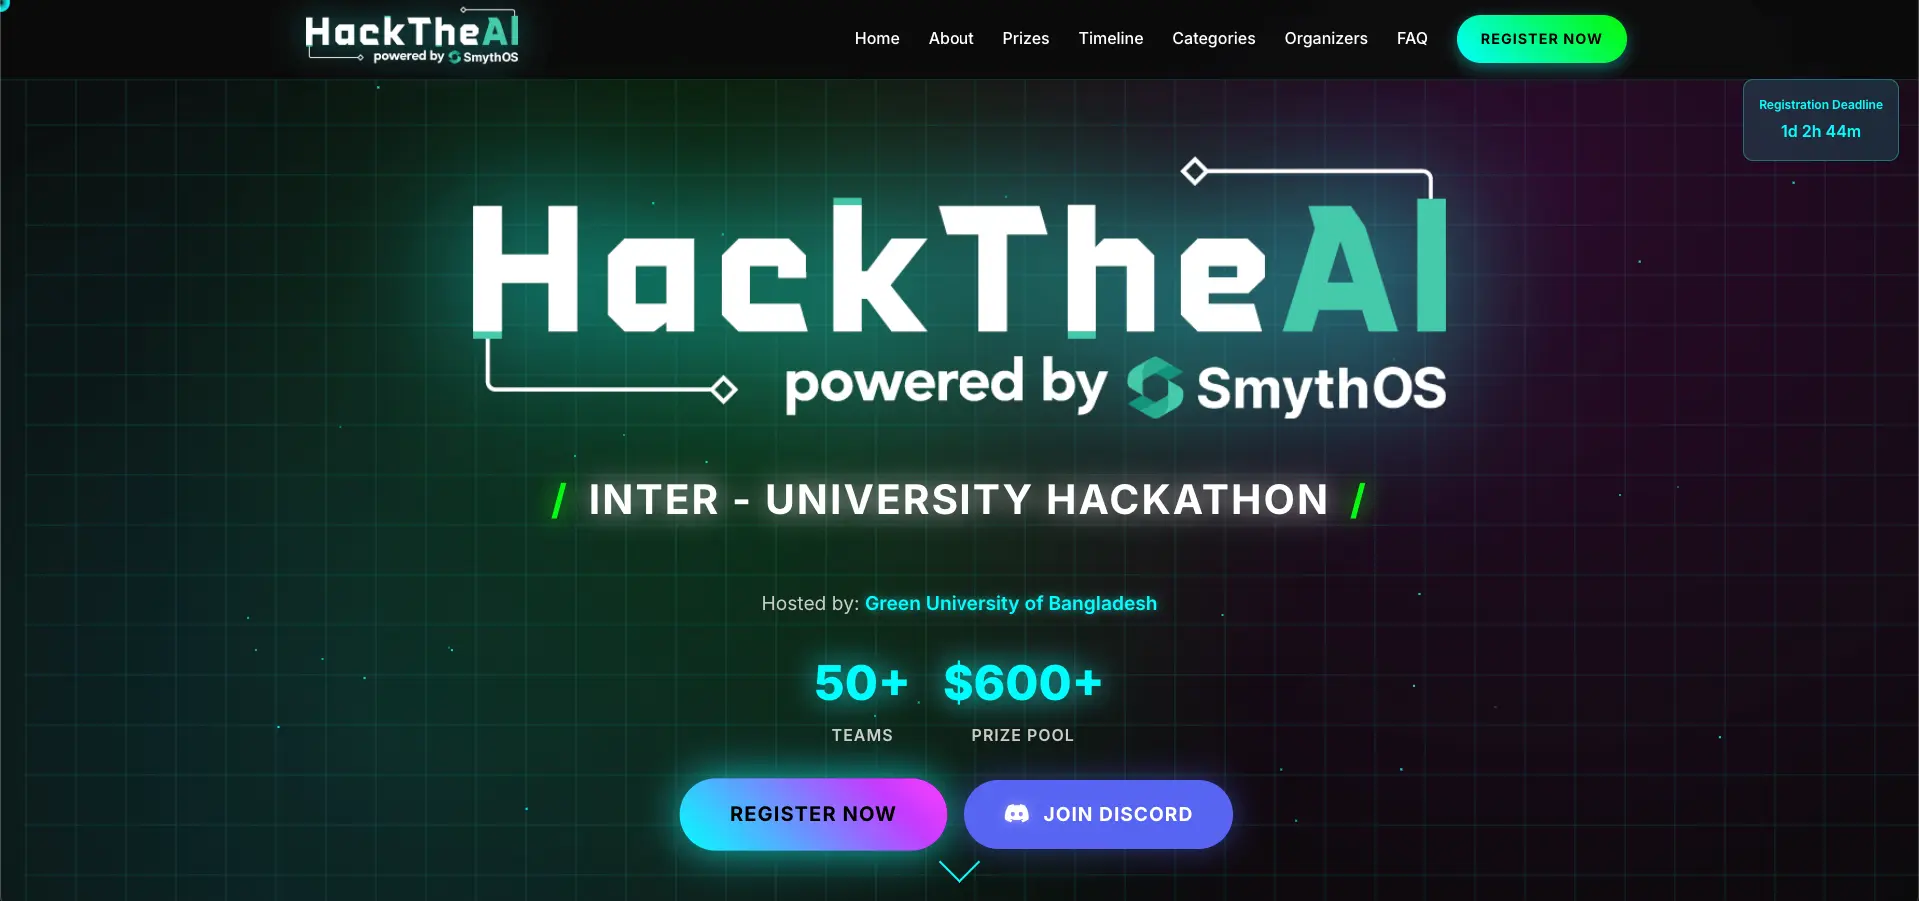 HackTheAI
powered by SmythOS
Home About Prizes Timeline Categories Organizers FAQ REGISTER NOW
Registration Deadline
1d 2h 44m
HackTheAI
powered by SmythOS
/ INTER - UNIVERSITY HACKATHON /
Hosted by: Green University of Bangladesh
50+ $600+
TEAMS PRIZE POOL
REGISTER NOW JOIN DISCORD